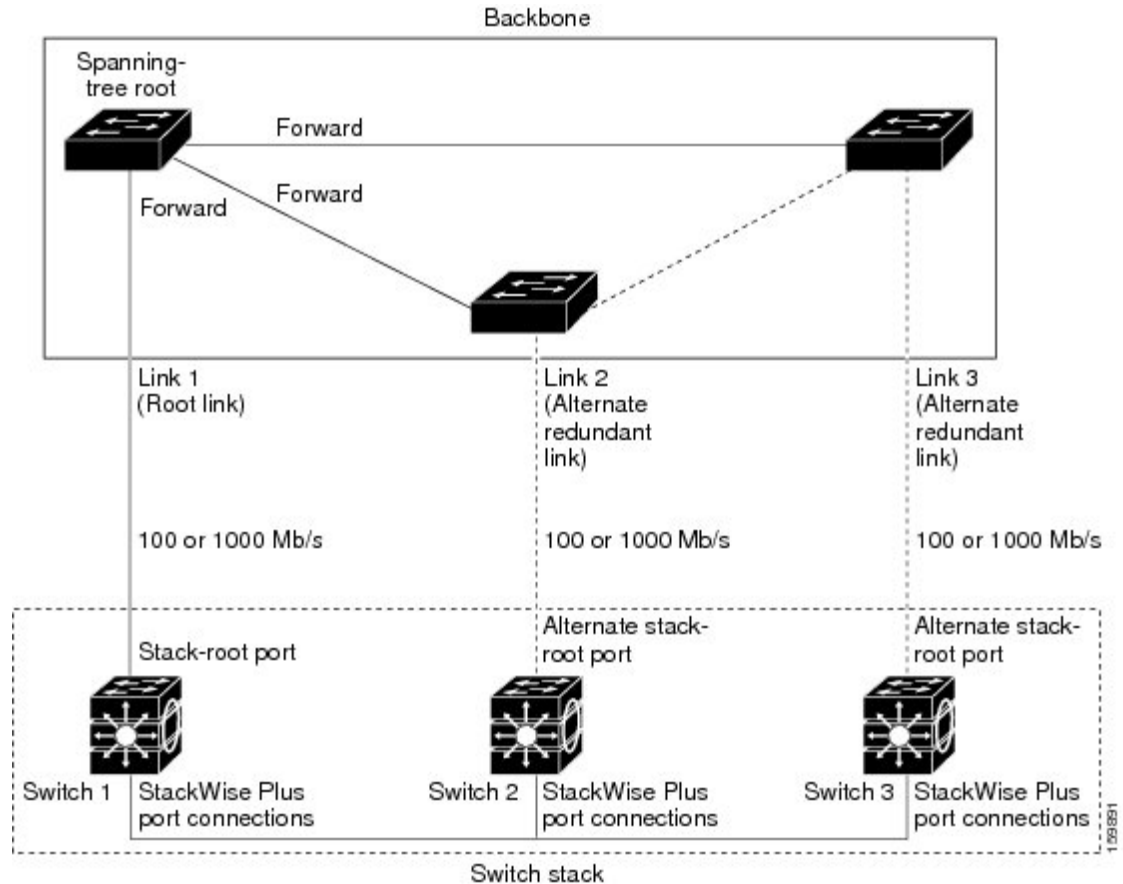 Backbone
Spanning-
tree root
Forward
Forward
Forward
Link 1
(Root link)
Link 2
(Alternate
redundant
link)
Link 3
(Alternate
redundant
link)
100 or 1000 Mb/s
100 or 1000 Mb/s
100 or 1000 Mb/s
Stack-root port
Alternate stack-
root port
Alternate stack-
root port
Switch 1
StackWise Plus
port connections
Switch 2
StackWise Plus
port connections
Switch 3
StackWise Plus
port connections
159891
Switch stack